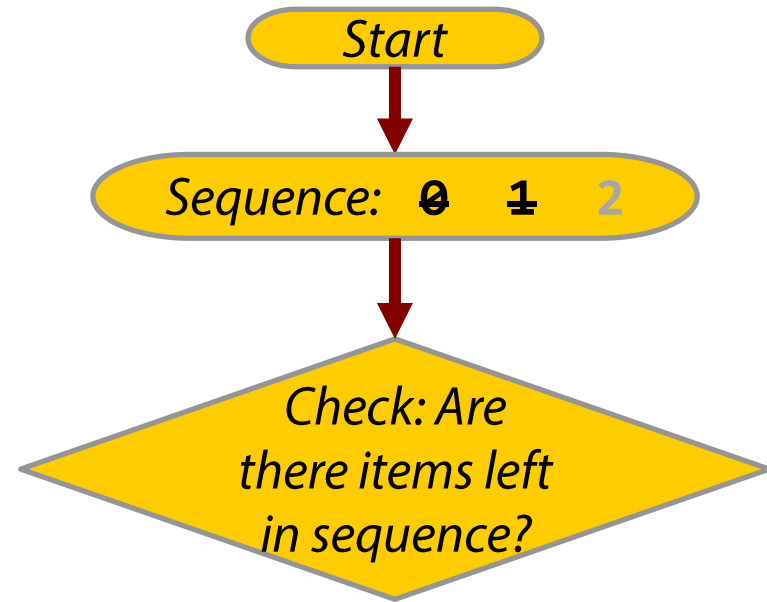 Start
Sequence: 0 1 2
Check: Are
there items left
in sequence?